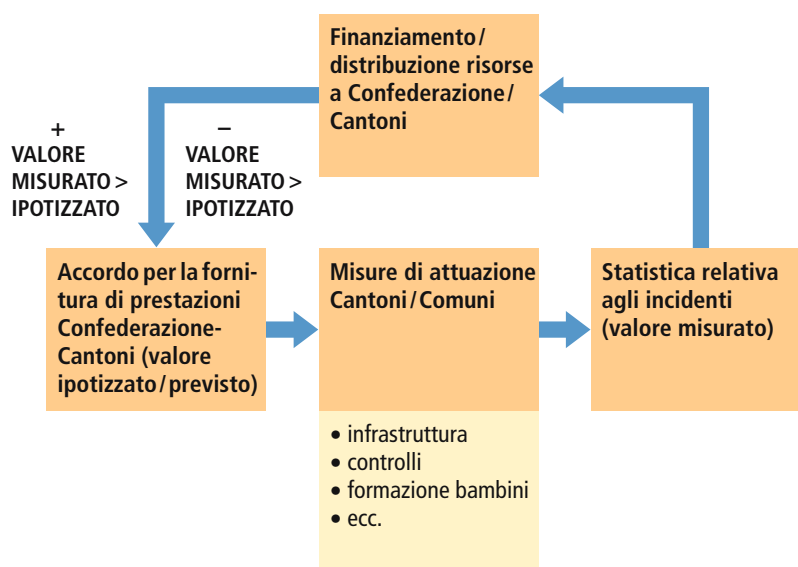 Finanziamento/
distribuzione risorse
a Confederazione/
Cantoni
+
VALORE
MISURATO >
IPOTIZZATO
–
VALORE
MISURATO >
IPOTIZZATO
Accordo per la forni-
tura di prestazioni
Confederazione-
Cantoni (valore
ipotizzato/previsto)
Misure di attuazione
Cantoni/Comuni
• infrastruttura
• controlli
• formazione bambini
• ecc.
Statistica relativa
agli incidenti
(valore misurato)